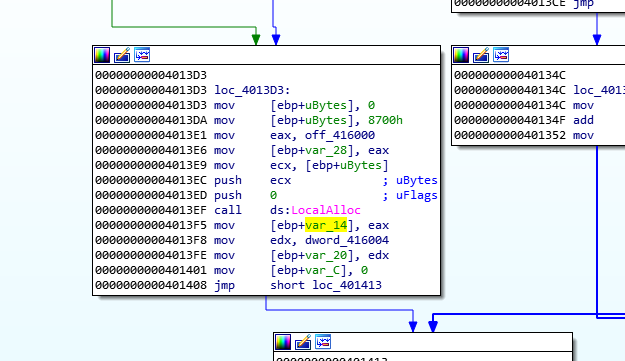 00000000004013CE jmp
00000000004013D3
00000000004013D3 loc_4013D3:
00000000004013D3 mov [ebp+uBytes], 0
00000000004013DA mov [ebp+uBytes], 8700h
00000000004013E1 mov eax, off_416000
00000000004013E6 mov [ebp+var_28], eax
00000000004013E9 mov ecx, [ebp+uBytes]
00000000004013EC push ecx ; uBytes
00000000004013ED push 0 ; uFlags
00000000004013EF call ds:LocalAlloc
00000000004013F5 mov [ebp+var_14], eax
00000000004013F8 mov edx, dword_416004
00000000004013FE mov [ebp+var_20], edx
0000000000401401 mov [ebp+var_C], 0
0000000000401408 jmp short loc_401413
000000000040134C
000000000040134C loc_4013
000000000040134C mov
000000000040134F add
0000000000401352 mov
0000000000401413